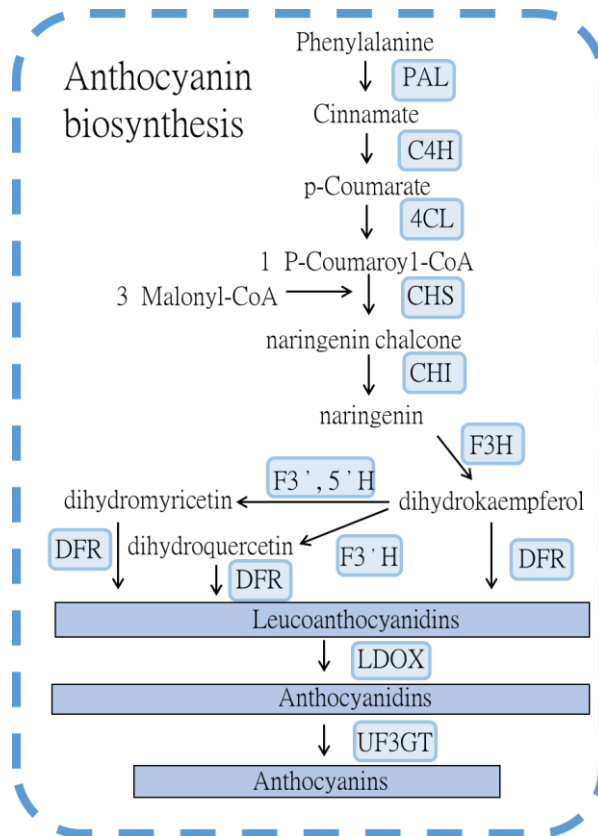 Phenylalanine
Anthocyanin
biosynthesis
PAL
Cinnamate
C4H
p-Coumarate
4CL
1 P-Coumaroy1-CoA
3 Malonyl-CoA
CHS
naringenin chalcone
CHI
naringenin
F3H
F3',5'H
dihydromyricetin
dihydrokaempferol
DFR
dihydroquercetin
F3'H
DFR
DFR
Leucoanthocyanidins
LDOX
Anthocyanidins
UF3GT
Anthocyanins